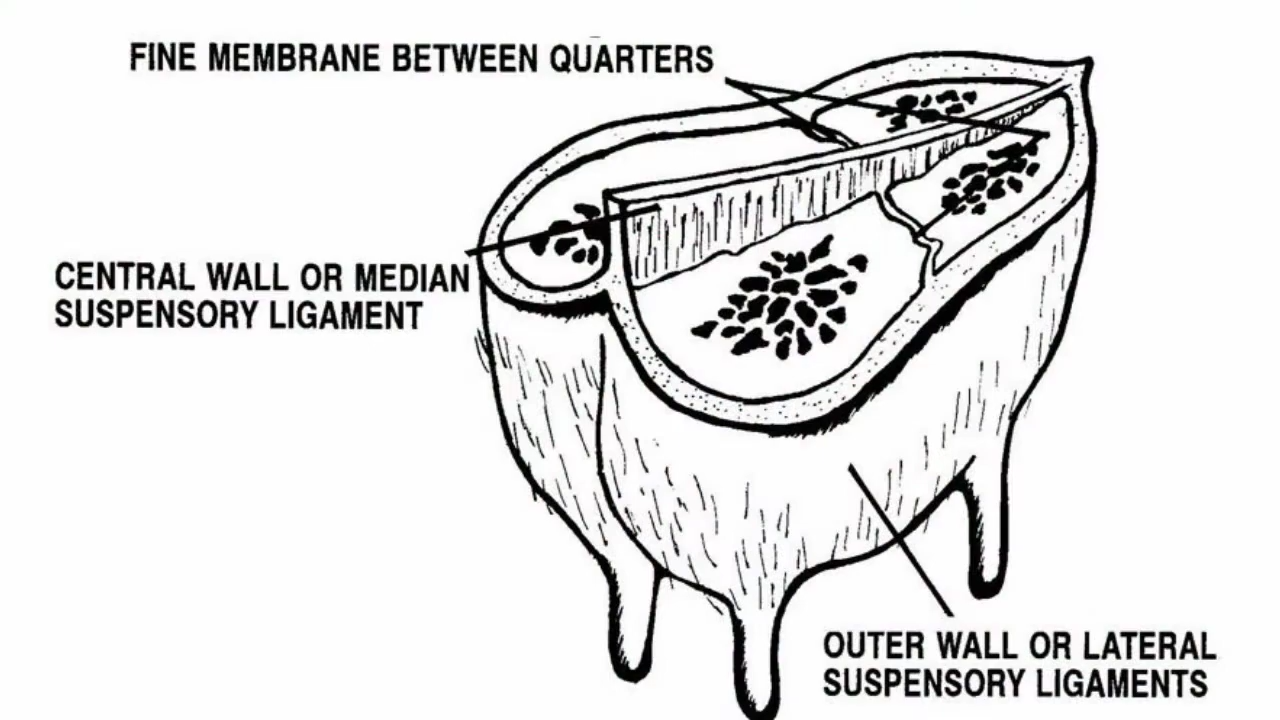 FINE MEMBRANE BETWEEN QUARTERS
CENTRAL WALL OR MEDIAN
SUSPENSORY LIGAMENT
OUTER WALL OR LATERAL
SUSPENSORY LIGAMENTS